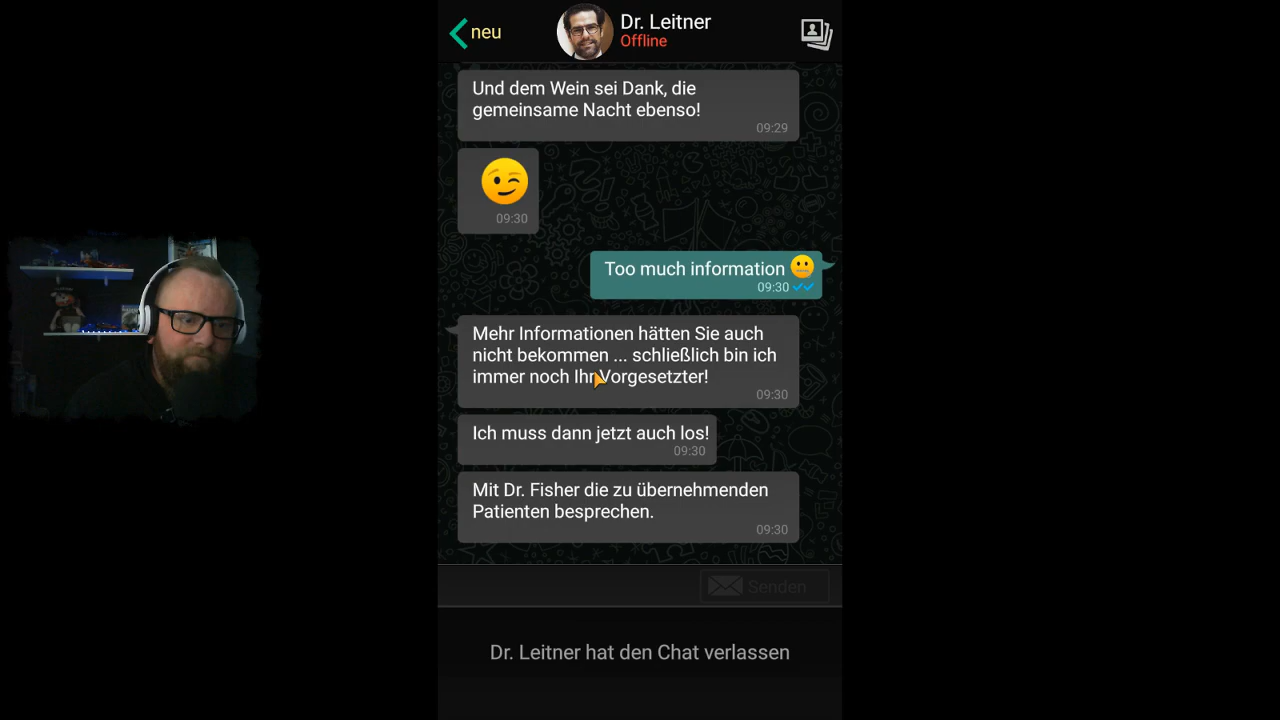 neu
Dr. Leitner
Offline
Und dem Wein sei Dank, die
gemeinsame Nacht ebenso!
09:29
09:30
Too much information
09:30
Mehr Informationen hätten Sie auch
nicht bekommen ... schließlich bin ich
immer noch Ihr Vorgesetzter!
09:30
Ich muss dann jetzt auch los!
09:30
Mit Dr. Fisher die zu übernehmenden
Patienten besprechen.
09:30
Senden
Dr. Leitner hat den Chat verlassen